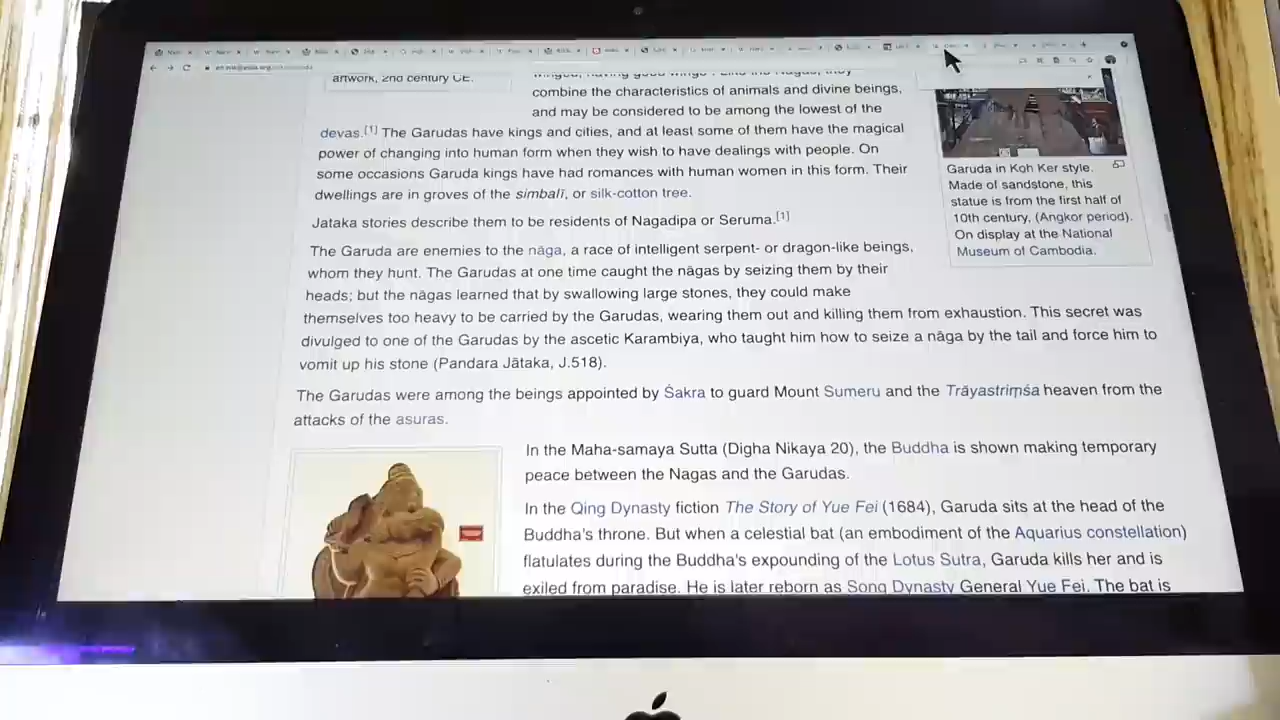 artwork, 2nd century CE.
combine the characteristics of animals and divine beings,
and may be considered to be among the lowest of the
devas.[1] The Garudas have kings and cities, and at least some of them have the magical
power of changing into human form when they wish to have dealings with people. On
some occasions Garuda kings have had romances with human women in this form. Their
dwellings are in groves of the simbalī, or silk-cotton tree.
Jataka stories describe them to be residents of Nagadipa or Seruma.[1]
The Garuda are enemies to the nāga, a race of intelligent serpent- or dragon-like beings,
whom they hunt. The Garudas at one time caught the nāgas by seizing them by their
heads; but the nāgas learned that by swallowing large stones, they could make
themselves too heavy to be carried by the Garudas, wearing them out and killing them from exhaustion. This secret was
divulged to one of the Garudas by the ascetic Karambiya, who taught him how to seize a nāga by the tail and force him to
vomit up his stone (Pandara Jātaka, J.518).
The Garudas were among the beings appointed by Śakra to guard Mount Sumeru and the Trāyastriṃśa heaven from the
attacks of the asuras.
In the Maha-samaya Sutta (Digha Nikaya 20), the Buddha is shown making temporary
peace between the Nagas and the Garudas.
In the Qing Dynasty fiction The Story of Yue Fei (1684), Garuda sits at the head of the
Buddha's throne. But when a celestial bat (an embodiment of the Aquarius constellation)
flatulates during the Buddha's expounding of the Lotus Sutra, Garuda kills her and is
exiled from paradise. He is later reborn as Song Dynasty General Yue Fei. The bat is
Garuda in Koh Ker style.
Made of sandstone, this
statue is from the first half of
10th century, (Angkor period).
On display at the National
Museum of Cambodia.